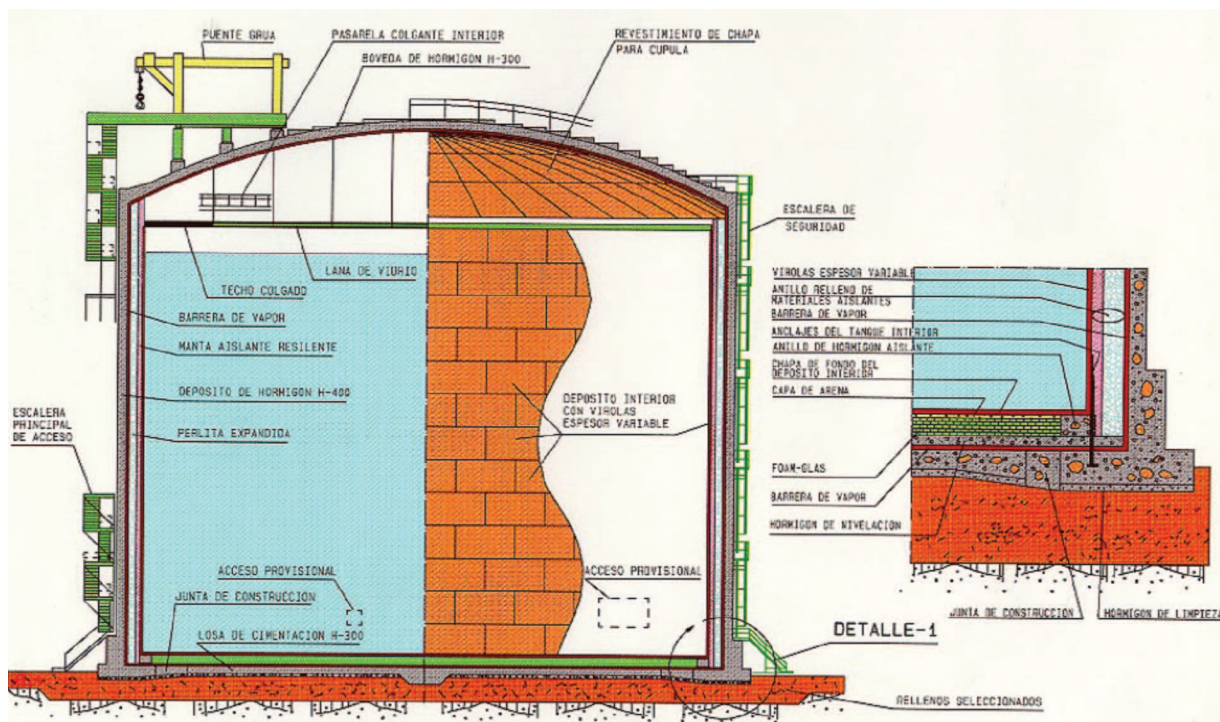 PUENTE GRUA
PASARELA COLGANTE INTERIOR
BOVEDA DE HORMIGON H-300
REVESTIMIENTO DE CHAPA
PARA CUPULA
ESCALERA DE
SEGURIDAD
LANA DE VIDRIO
TECHO COLGADO
BARRERA DE VAPOR
MANTA AISLANTE RESILENTE
DEPOSITO DE HORMIGON H-400
PERLITA EXPANDIDA
ESCALERA
PRINCIPAL
DE ACCESO
DEPOSITO INTERIOR
CON VIROLAS
ESPESOR VARIABLE
ACCESO PROVISIONAL
JUNTA DE CONSTRUCCION
LOSA DE CIMENTACION H-300
ACCESO PROVISIONAL
DETALLE-1
RELLENOS SELECCIONADOS
VIROLAS ESPESOR VARIABLE
ANILLO RELLENO DE
MATERIALES AISLANTES
BARRERA DE VAPOR
ANCLAJES DEL TANQUE INTERIOR
ANILLO DE HORMIGON AISLANTE
CHAPA DE FONDO DEL
DEPOSITO INTERIOR
CAPA DE ARENA
FOAM-GLAS
BARRERA DE VAPOR
HORMIGON DE NIVELACION
JUNTA DE CONSTRUCCION
HORMIGON DE LIMPIEZA